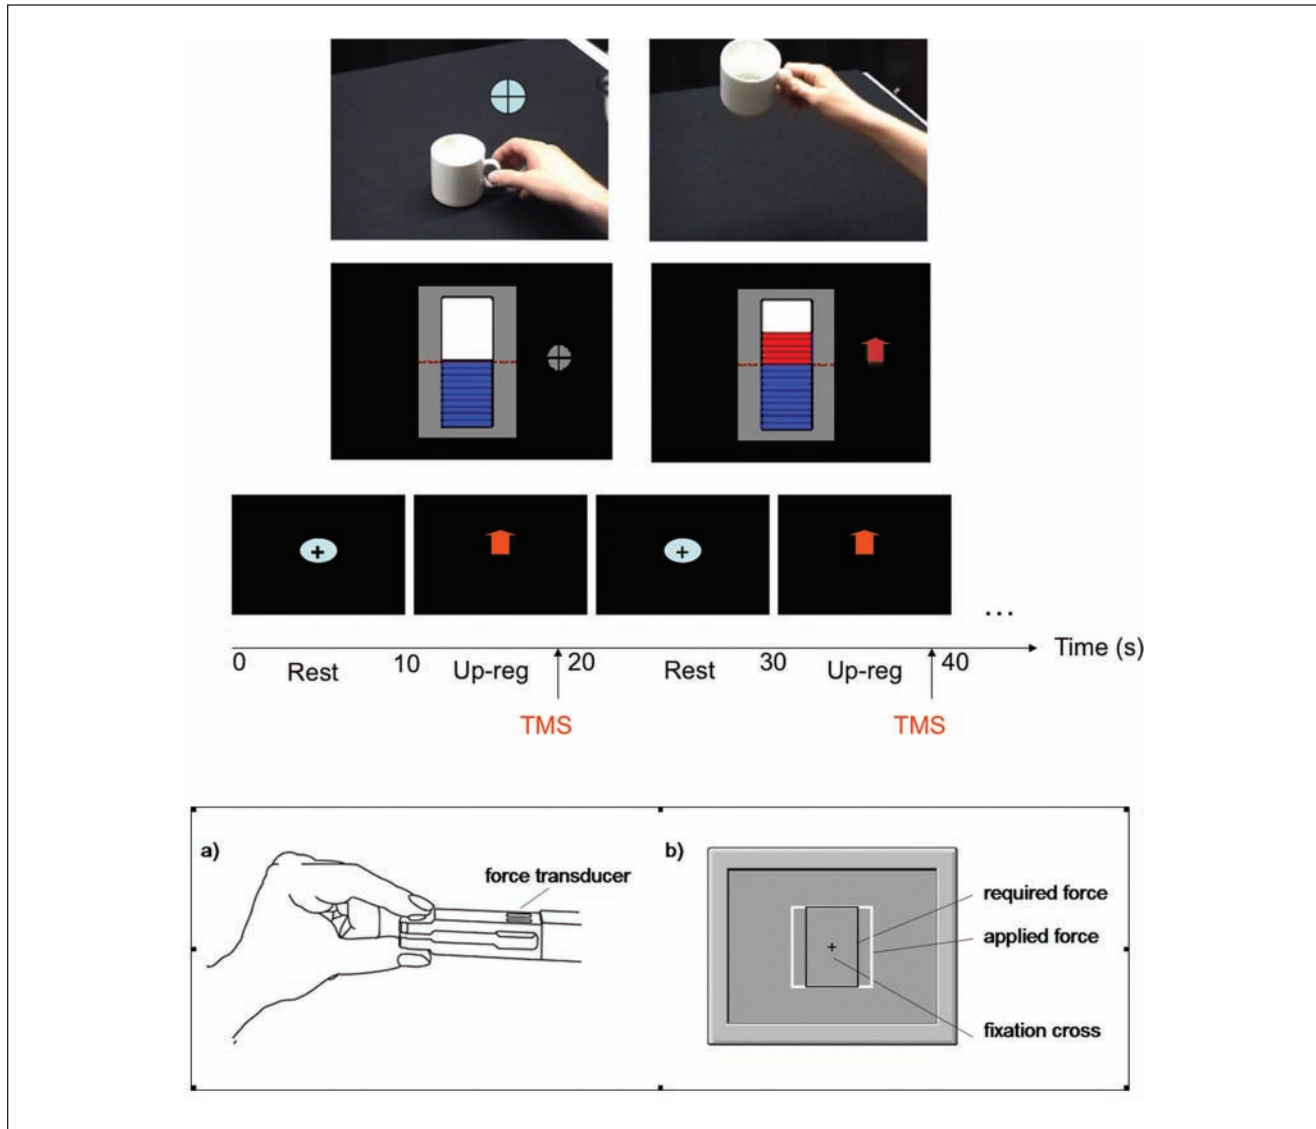 ...
0 Rest 10 Up-reg 20 Rest 30 Up-reg 40 Time (s)
TMS TMS
a)
force transducer
b)
required force
applied force
fixation cross